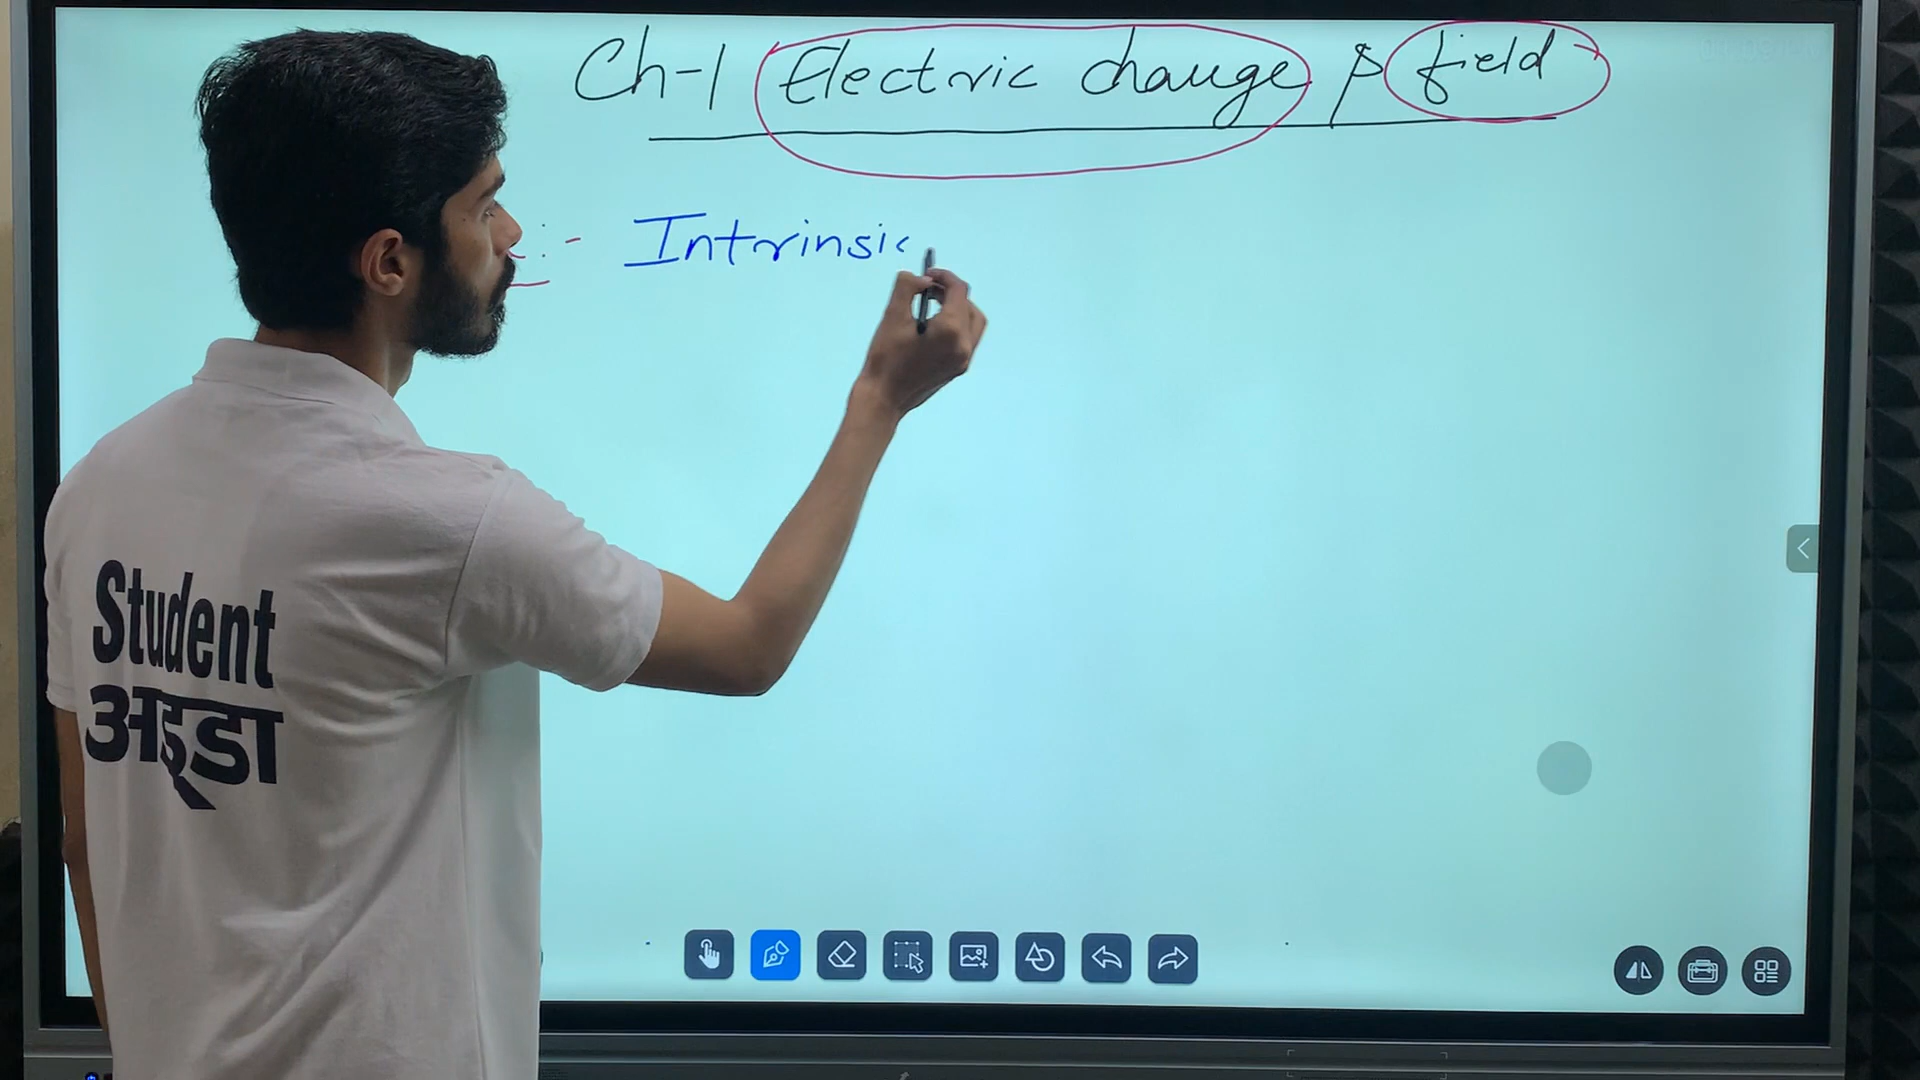 Ch-1 Electric charge & field
:- Intrinsic
Student
अड्डा